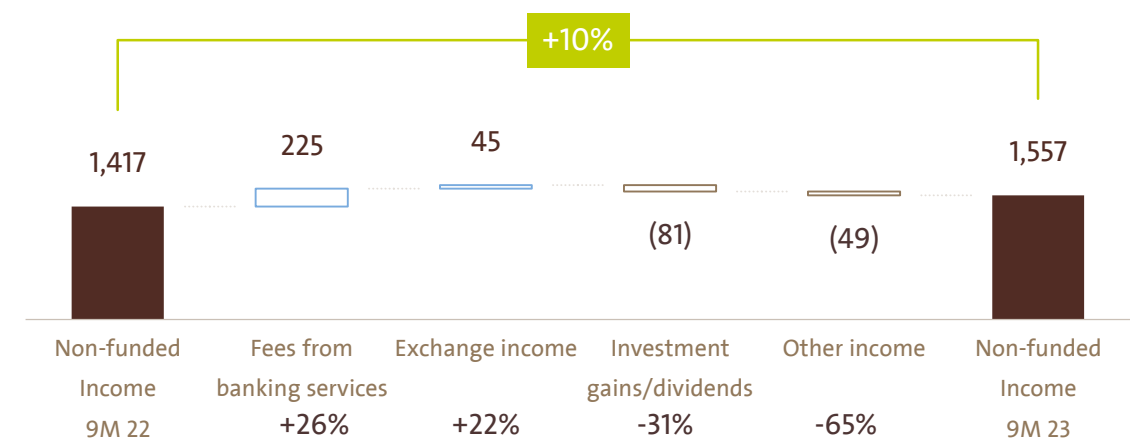 +10%
1,417
225
45
(81)
(49)
1,557
Non-funded
Income
9M 22
Fees from
banking services
+26%
Exchange income
+22%
Investment
gains/dividends
-31%
Other income
-65%
Non-funded
Income
9M 23